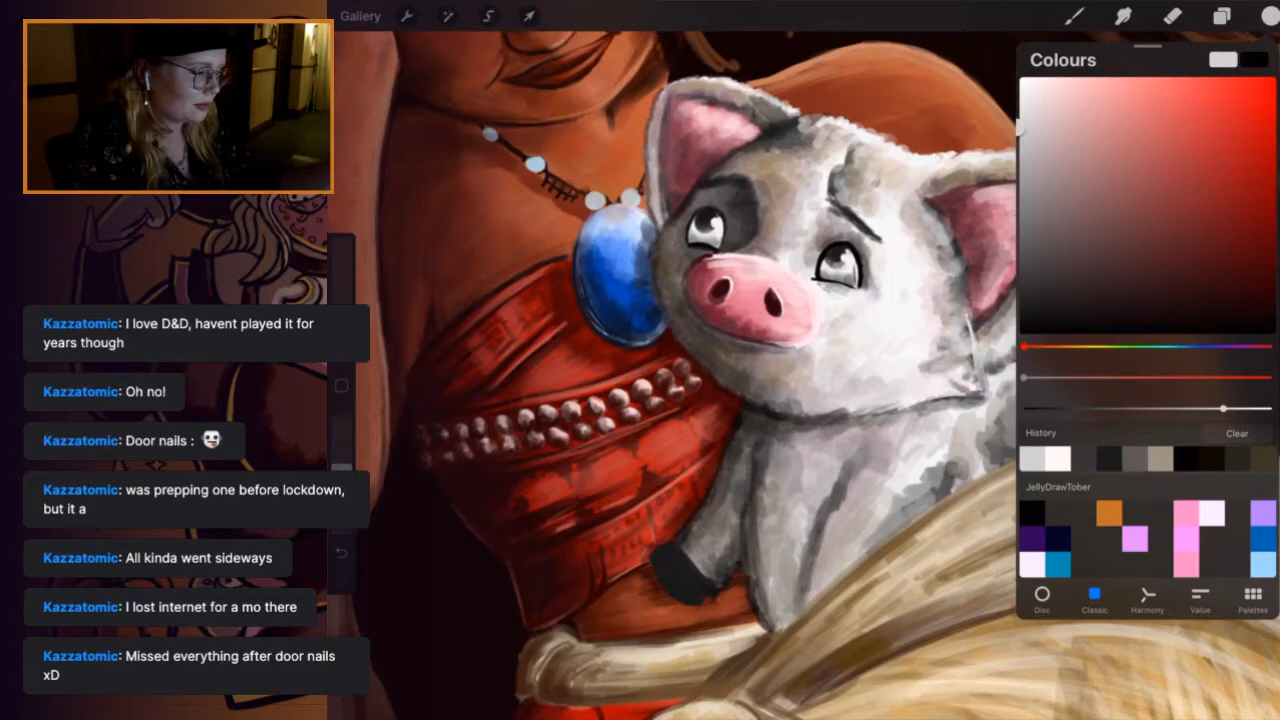 Gallery
Colours
Kazzatomic: I love D&D, havent played it for
years though
Kazzatomic: Oh no!
Kazzatomic: Door nails :
Kazzatomic: was prepping one before lockdown,
but it a
Kazzatomic: All kinda went sideways
Kazzatomic: I lost internet for a mo there
Kazzatomic: Missed everything after door nails
xD
History Clear
JellyDrawTober
Disc Classic Harmony Value Palettes